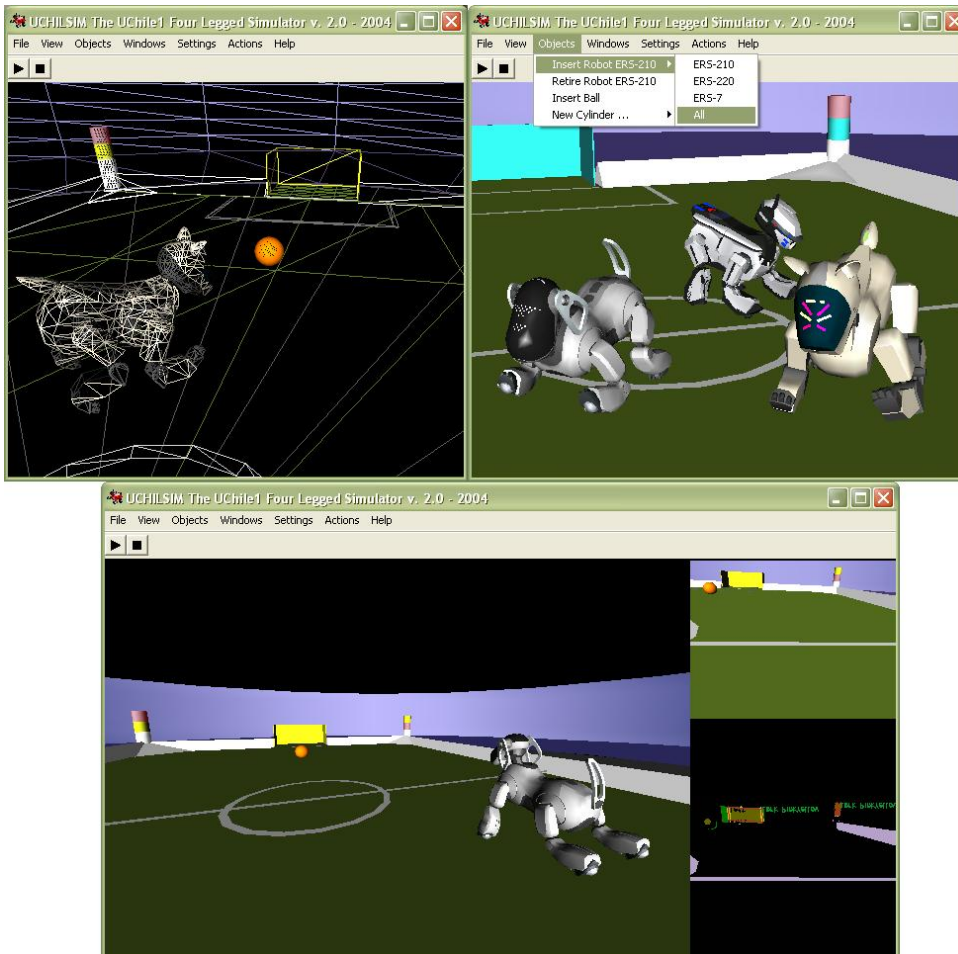 UCHILSIM The UChile1 Four Legged Simulator v. 2.0 - 2004
File View Objects Windows Settings Actions Help
UCHILSIM The UChile1 Four Legged Simulator v. 2.0 - 2004
File View Objects Windows Settings Actions Help
Insert Robot ERS-210
Retire Robot ERS-210
Insert Ball
New Cylinder ...
ERS-210
ERS-220
ERS-7
All
UCHILSIM The UChile1 Four Legged Simulator v. 2.0 - 2004
File View Objects Windows Settings Actions Help